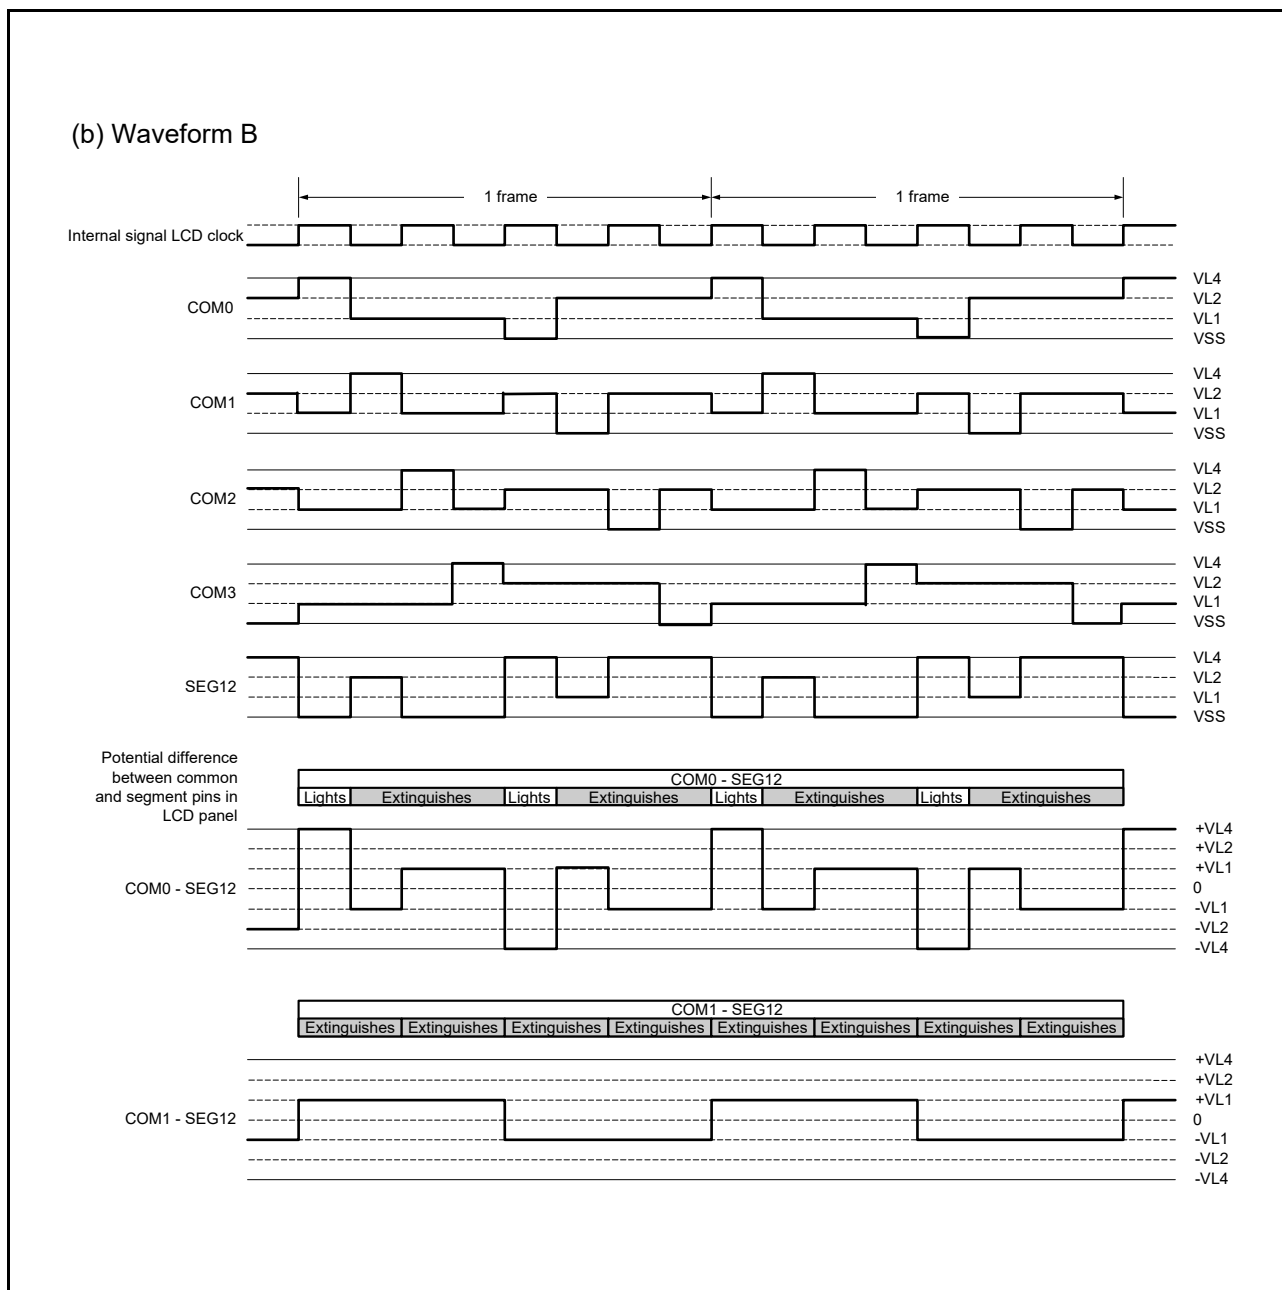 (b) Waveform B
1 frame 1 frame
Internal signal LCD clock
VL4
VL2
COM0
VL1
VSS
VL4
VL2
COM1
VL1
VSS
VL4
VL2
COM2
VL1
VSS
VL4
VL2
COM3
VL1
VSS
VL4
VL2
SEG12
VL1
VSS
Potential difference
between common
and segment pins in
LCD panel
COM0 - SEG12
Lights Extinguishes Lights Extinguishes Lights Extinguishes Lights Extinguishes
+VL4
+VL2
+VL1
COM0 - SEG12
0
-VL1
-VL2
-VL4
COM1 - SEG12
Extinguishes Extinguishes Extinguishes Extinguishes Extinguishes Extinguishes Extinguishes Extinguishes
+VL4
+VL2
+VL1
COM1 - SEG12
0
-VL1
-VL2
-VL4